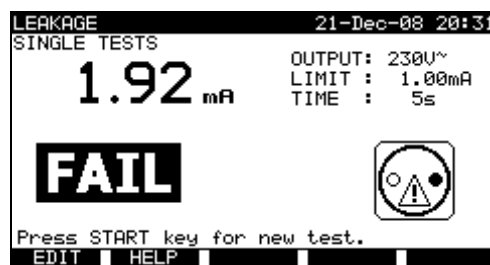 LEAKAGE 21-Dec-08 20:31
SINGLE TESTS
1.92 mA
OUTPUT: 230V~
LIMIT : 1.00mA
TIME : 5s
FAIL
Press START key for new test.
EDIT HELP